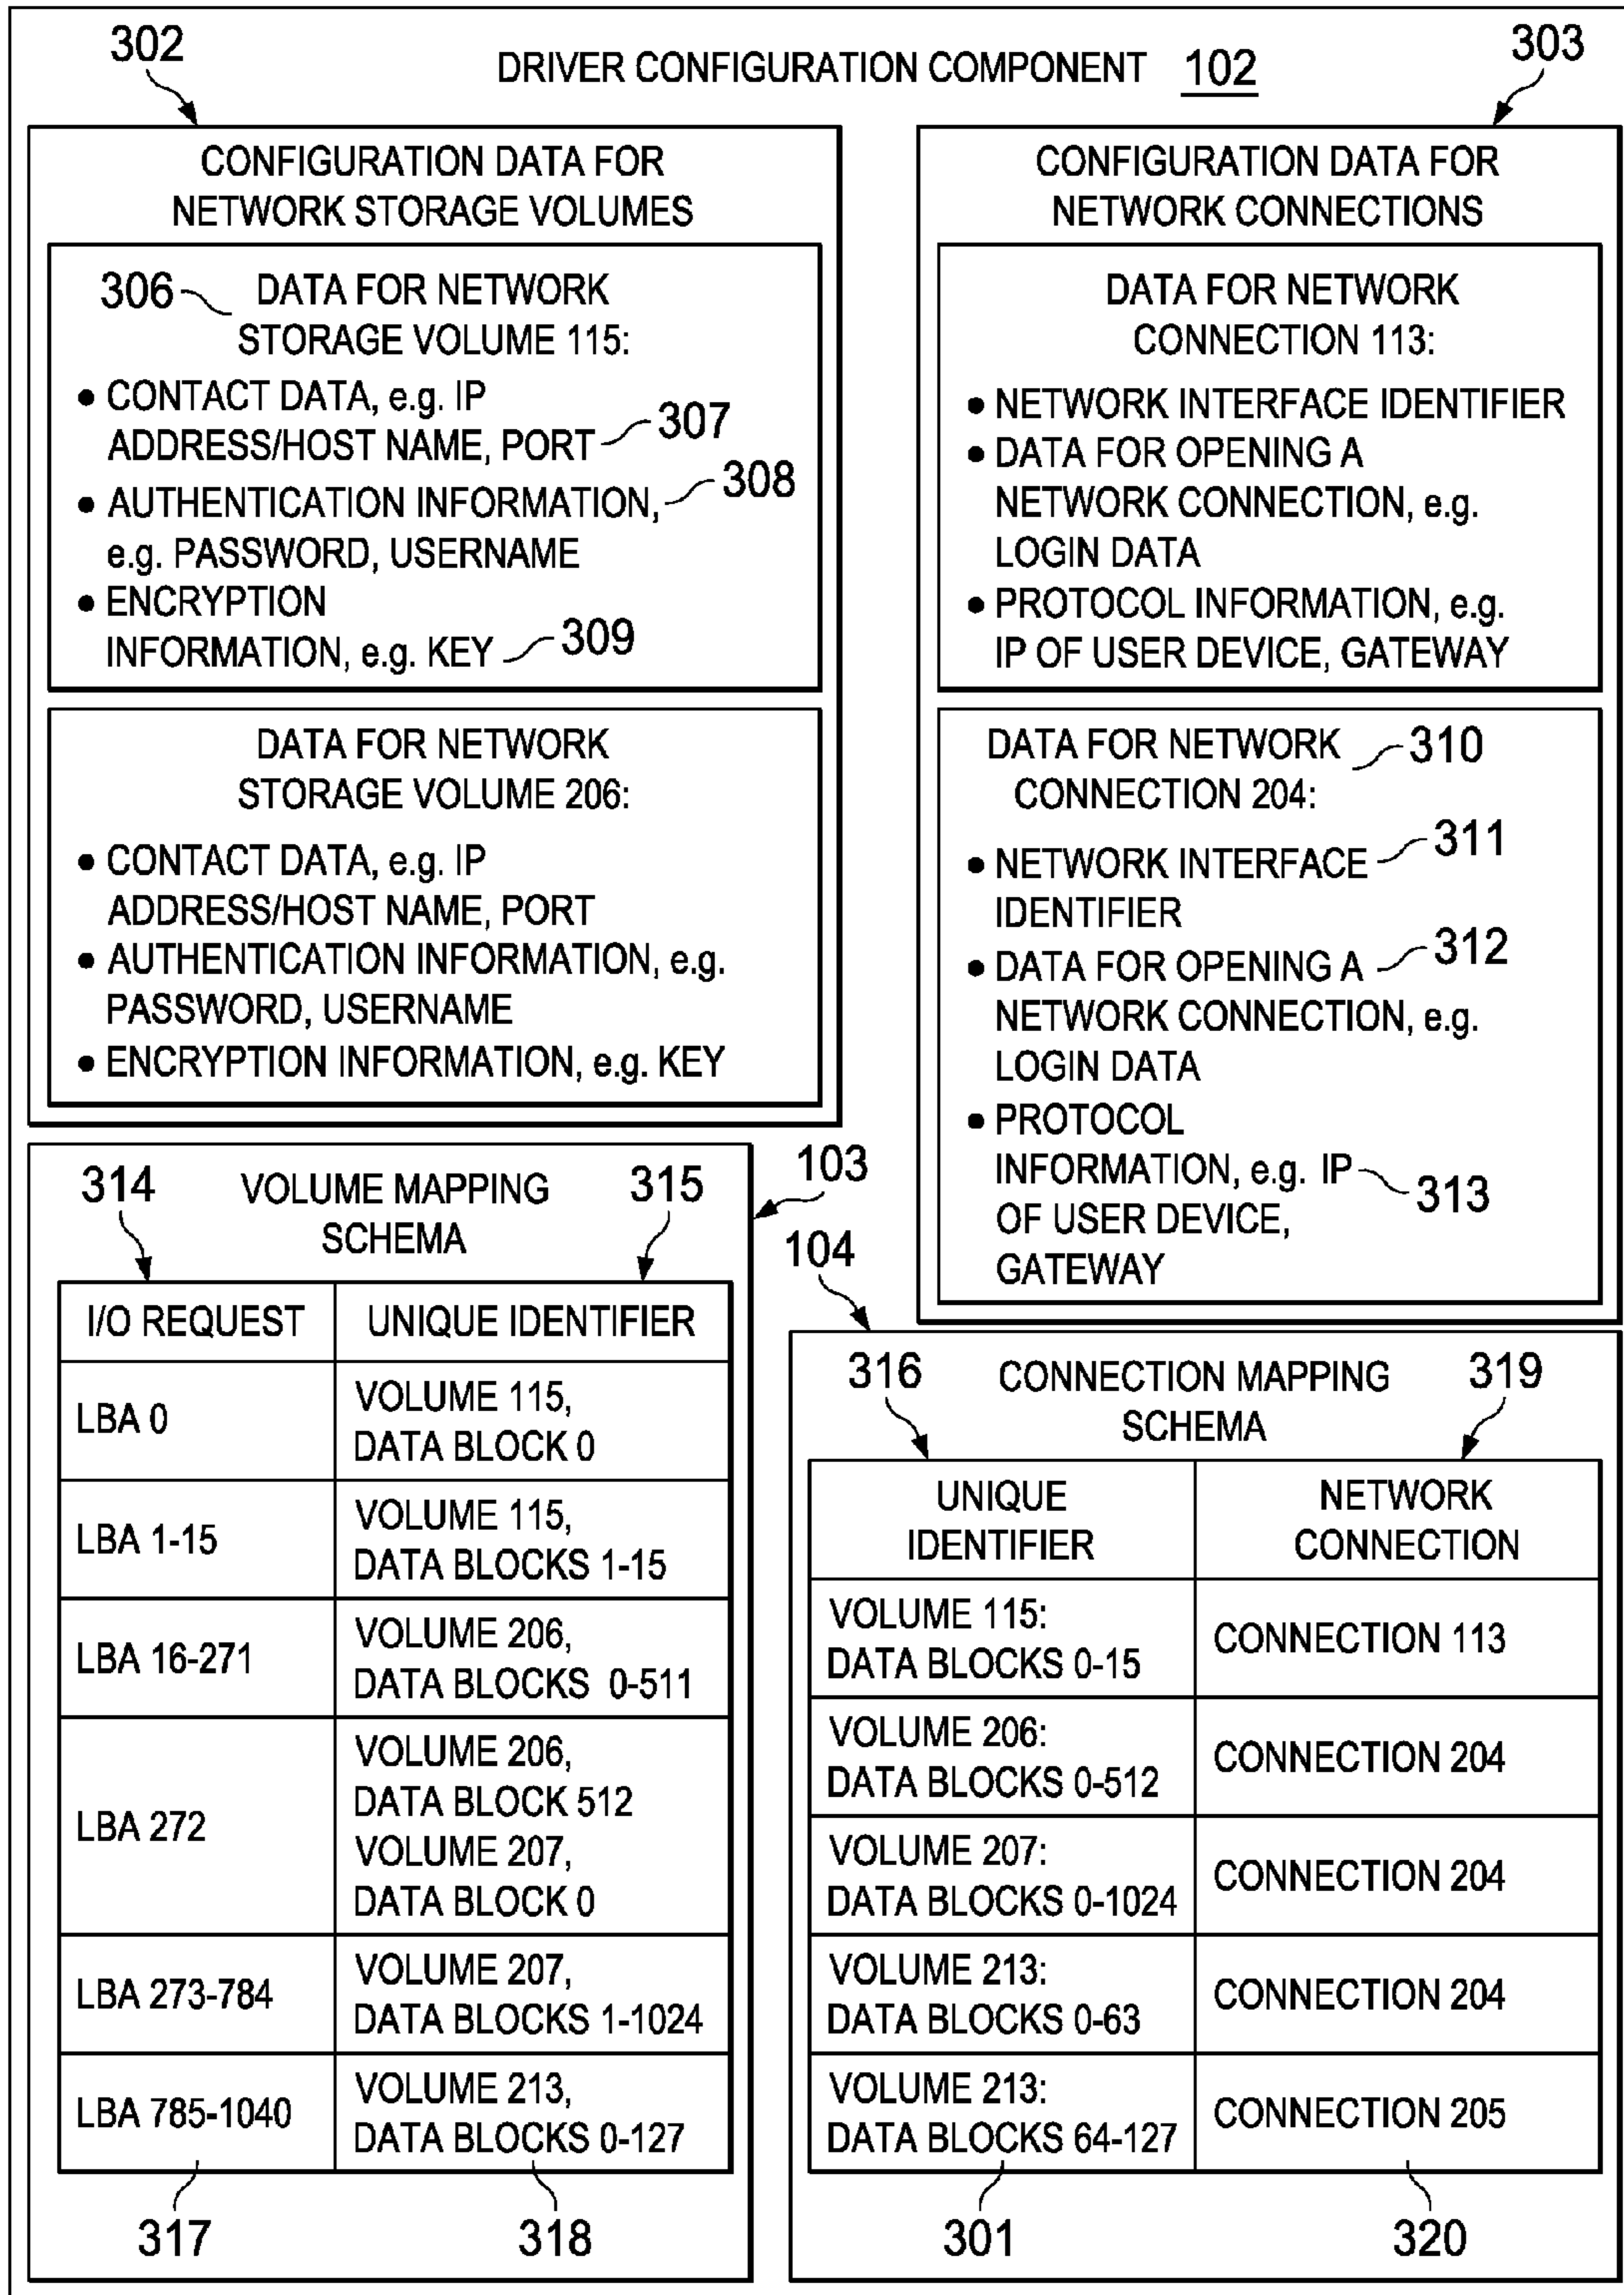 302
DRIVER CONFIGURATION COMPONENT 102
303
CONFIGURATION DATA FOR
NETWORK STORAGE VOLUMES
306
DATA FOR NETWORK
STORAGE VOLUME 115:
• CONTACT DATA, e.g. IP
ADDRESS/HOST NAME, PORT 307
• AUTHENTICATION INFORMATION, 308
e.g. PASSWORD, USERNAME
• ENCRYPTION
INFORMATION, e.g. KEY 309
DATA FOR NETWORK
STORAGE VOLUME 206:
• CONTACT DATA, e.g. IP
ADDRESS/HOST NAME, PORT
• AUTHENTICATION INFORMATION, e.g.
PASSWORD, USERNAME
• ENCRYPTION INFORMATION, e.g. KEY
CONFIGURATION DATA FOR
NETWORK CONNECTIONS
DATA FOR NETWORK
CONNECTION 113:
• NETWORK INTERFACE IDENTIFIER
• DATA FOR OPENING A
NETWORK CONNECTION, e.g.
LOGIN DATA
• PROTOCOL INFORMATION, e.g.
IP OF USER DEVICE, GATEWAY
DATA FOR NETWORK 310
CONNECTION 204:
• NETWORK INTERFACE 311
IDENTIFIER
• DATA FOR OPENING A 312
NETWORK CONNECTION, e.g.
LOGIN DATA
• PROTOCOL
INFORMATION, e.g. IP 313
OF USER DEVICE,
GATEWAY
103
314 VOLUME MAPPING 315
SCHEMA
I/O REQUEST UNIQUE IDENTIFIER
LBA 0
VOLUME 115,
DATA BLOCK 0
LBA 1-15
VOLUME 115,
DATA BLOCKS 1-15
LBA 16-271
VOLUME 206,
DATA BLOCKS 0-511
LBA 272
VOLUME 206,
DATA BLOCK 512
VOLUME 207,
DATA BLOCK 0
LBA 273-784
VOLUME 207,
DATA BLOCKS 1-1024
LBA 785-1040
VOLUME 213,
DATA BLOCKS 0-127
317 318
104
316 CONNECTION MAPPING 319
SCHEMA
UNIQUE
IDENTIFIER
NETWORK
CONNECTION
VOLUME 115:
DATA BLOCKS 0-15
CONNECTION 113
VOLUME 206:
DATA BLOCKS 0-512
CONNECTION 204
VOLUME 207:
DATA BLOCKS 0-1024
CONNECTION 204
VOLUME 213:
DATA BLOCKS 0-63
CONNECTION 204
VOLUME 213:
DATA BLOCKS 64-127
CONNECTION 205
301 320